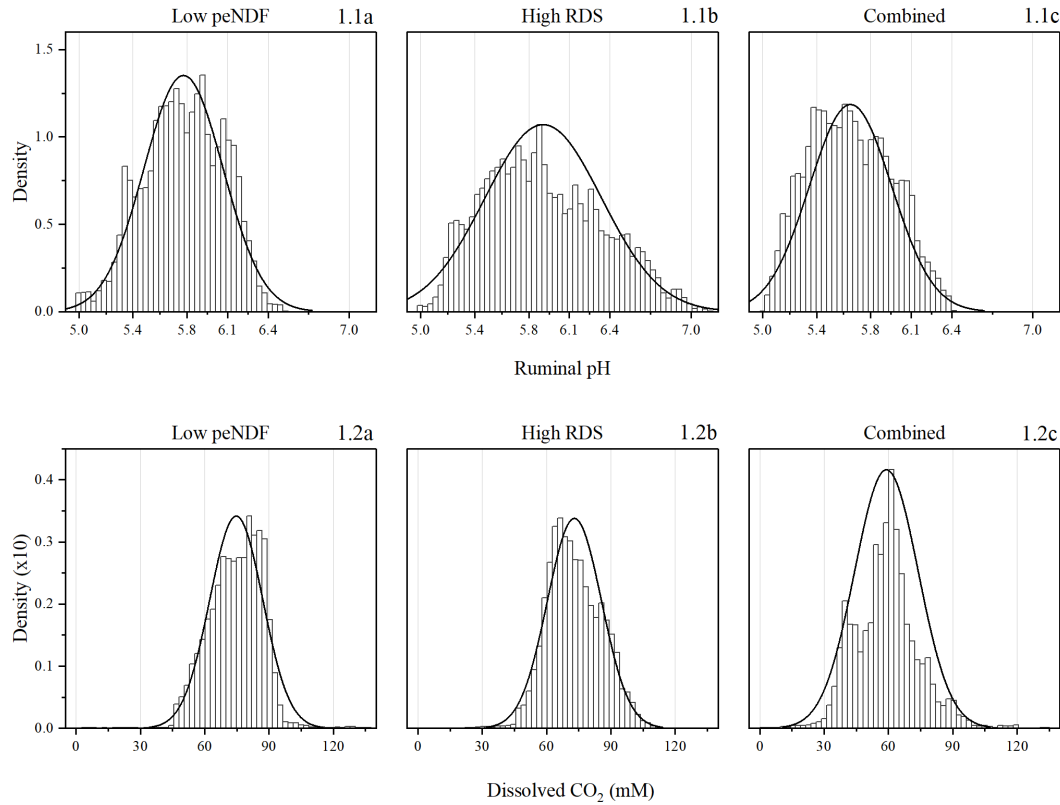 Low peNDF 1.1a High RDS 1.1b Combined 1.1c
1.5
1.0
0.5
0.0
Density
5.0 5.4 5.8 6.1 6.4 7.0 5.0 5.4 5.8 6.1 6.4 7.0 5.0 5.4 5.8 6.1 6.4 7.0
Ruminal pH
Low peNDF 1.2a High RDS 1.2b Combined 1.2c
0.4
0.3
0.2
0.1
0.0
Density (x10)
0 30 60 90 120 0 30 60 90 120 0 30 60 90 120
Dissolved CO₂ (mM)